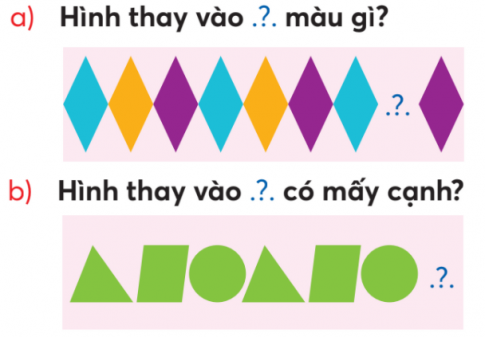 a) Hình thay vào .?. màu gì?
.?.
b) Hình thay vào .?. có mấy cạnh?
.?.